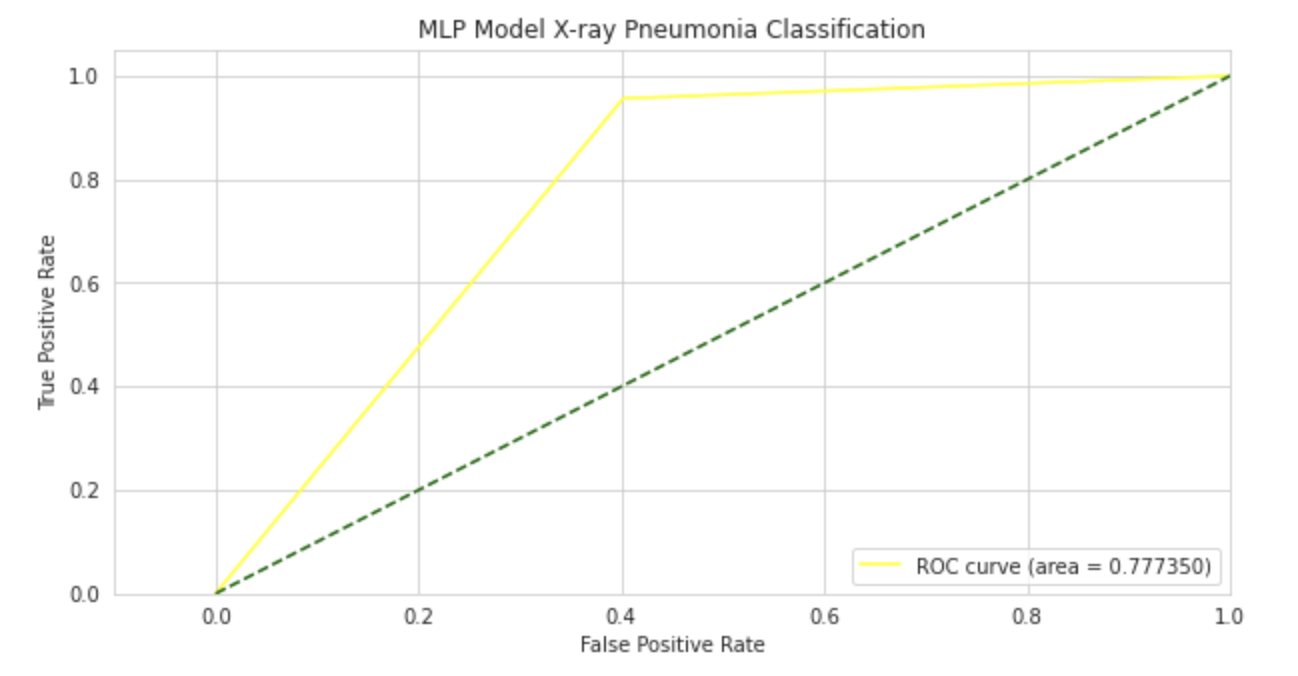 MLP Model X-ray Pneumonia Classification
True Positive Rate
1.0
0.8
0.6
0.4
0.2
0.0
ROC curve (area = 0.777350)
0.0 0.2 0.4 0.6 0.8 1.0
False Positive Rate